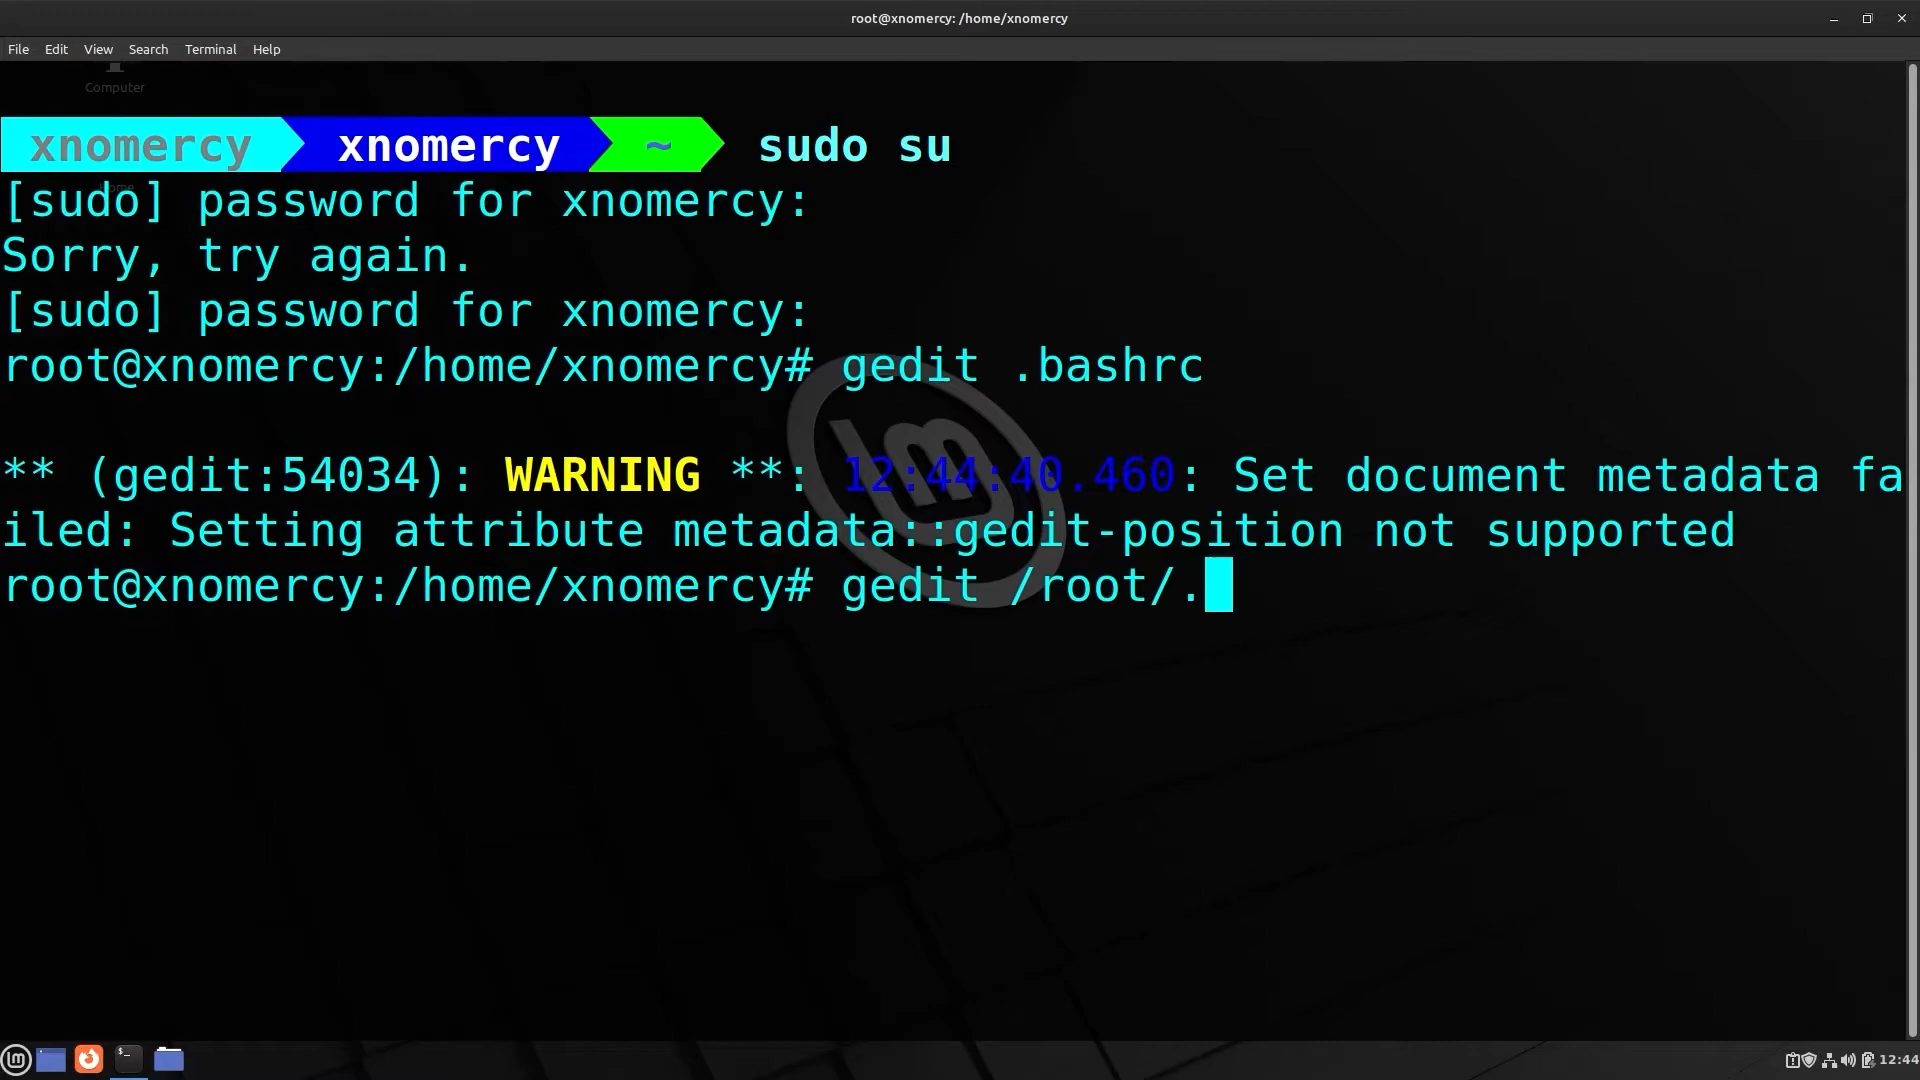 root@xnomercy: /home/xnomercy
File Edit View Search Terminal Help
Computer
xnomercy xnomercy ~ sudo su
Home
[sudo] password for xnomercy:
Sorry, try again.
[sudo] password for xnomercy:
root@xnomercy:/home/xnomercy# gedit .bashrc
** (gedit:54034): WARNING **: 12:44:40.460: Set document metadata fa
iled: Setting attribute metadata::gedit-position not supported
root@xnomercy:/home/xnomercy# gedit /root/.
12:44